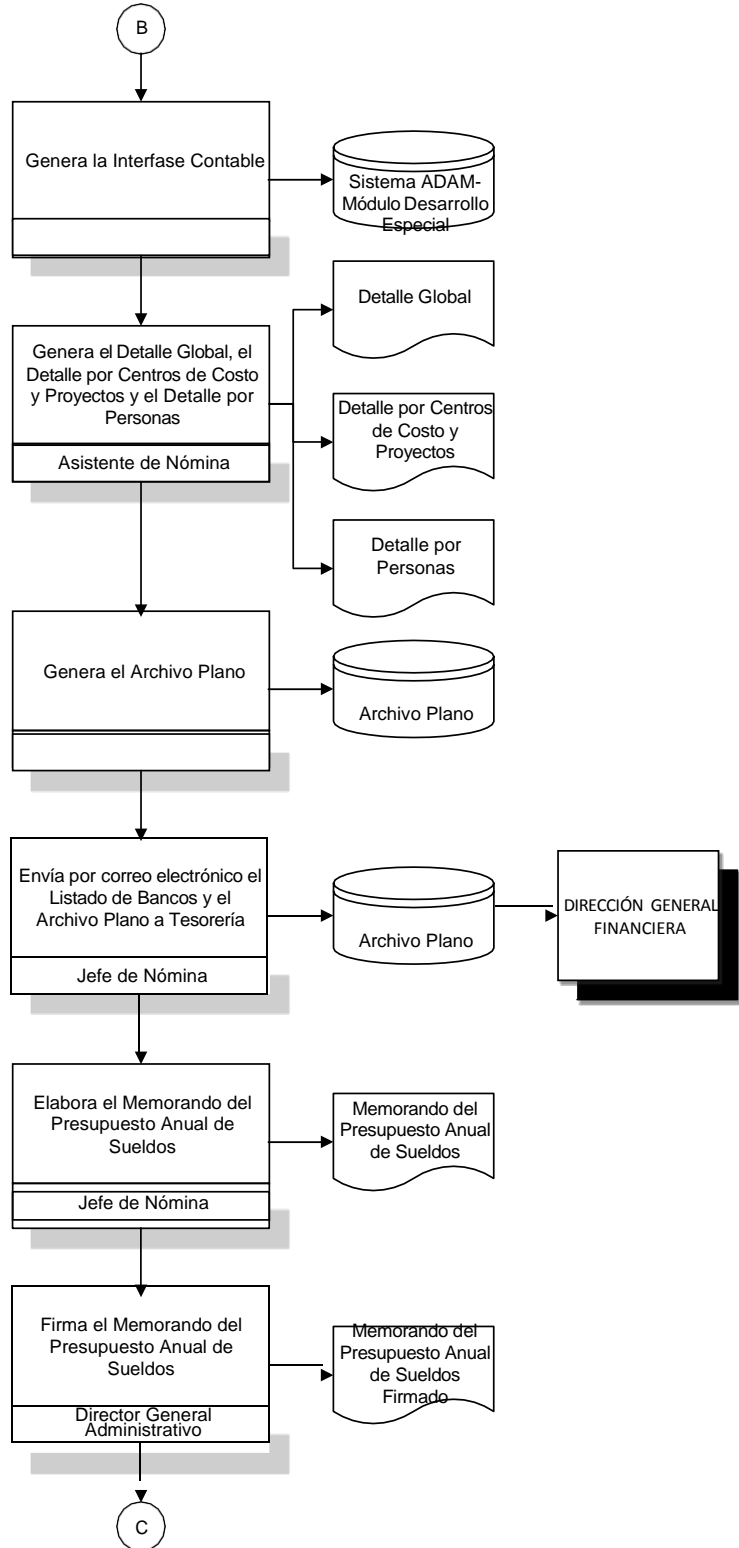 B
Genera la Interfase Contable
Sistema ADAM-
Módulo Desarrollo
Especial
Genera el Detalle Global, el
Detalle por Centros de Costo
y Proyectos y el Detalle por
Personas
Asistente de Nómina
Detalle Global
Detalle por Centros
de Costo y
Proyectos
Detalle por
Personas
Genera el Archivo Plano
Archivo Plano
Envía por correo electrónico el
Listado de Bancos y el
Archivo Plano a Tesorería
Jefe de Nómina
Archivo Plano
DIRECCIÓN GENERAL
FINANCIERA
Elabora el Memorando del
Presupuesto Anual de
Sueldos
Jefe de Nómina
Memorando del
Presupuesto Anual
de Sueldos
Firma el Memorando del
Presupuesto Anual de
Sueldos
Director General
Administrativo
Memorando del
Presupuesto Anual
de Sueldos
Firmado
C